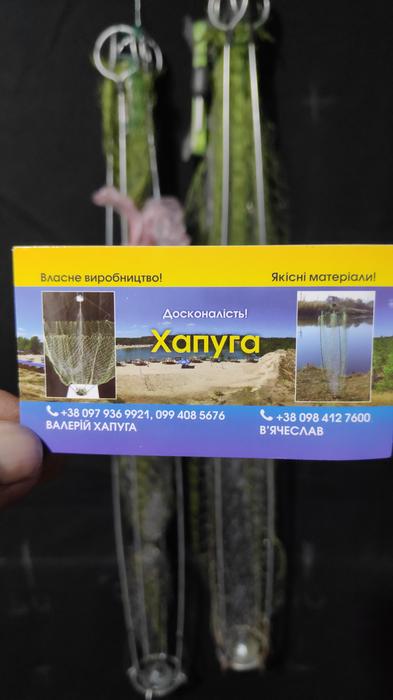 Власне виробництво!
Якісні матеріали!
Досконалість!
Хапуга
+38 097 936 9921, 099 408 5676
ВАЛЕРІЙ ХАПУГА
+38 098 412 7600
В'ЯЧЕСЛАВ